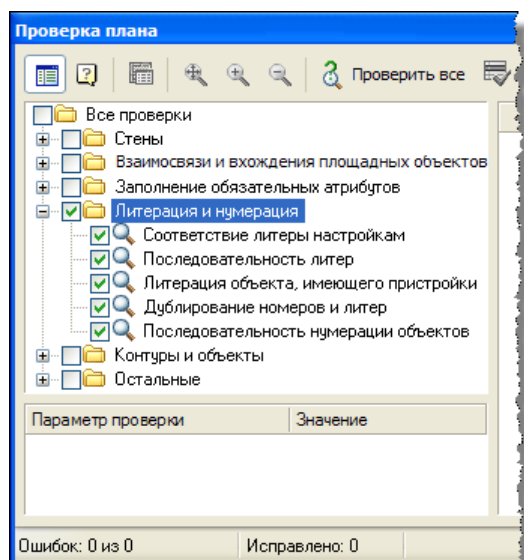 Проверка плана
Проверить все
Все проверки
Стены
Взаимосвязи и вхождения площадных объектов
Заполнение обязательных атрибутов
Литерация и нумерация
Соответствие литеры настройкам
Последовательность литер
Литерация объекта, имеющего пристройки
Дублирование номеров и литер
Последовательность нумерации объектов
Контуры и объекты
Остальные
Параметр проверки Значение
Ошибок: 0 из 0 Исправлено: 0